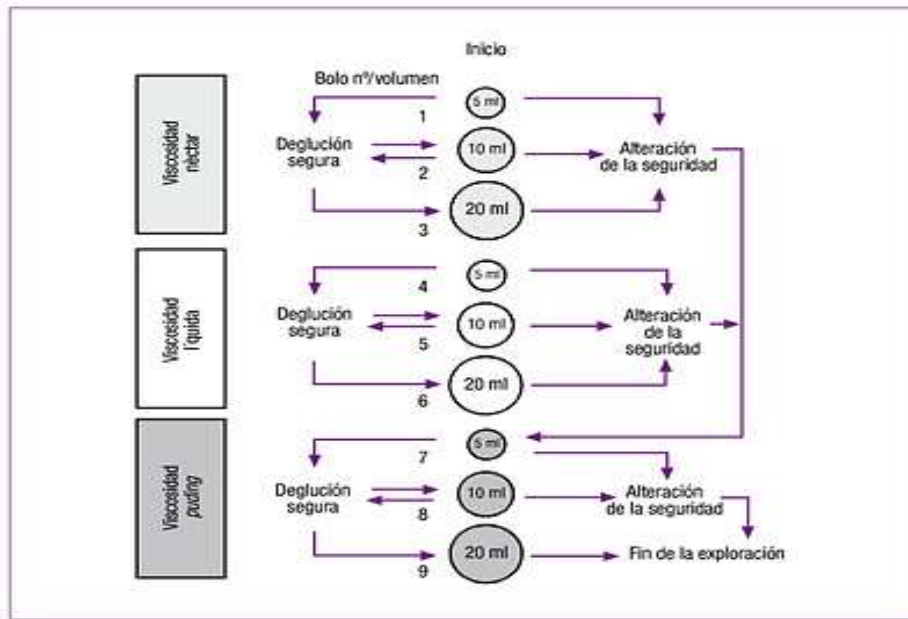 Inicio
Bolo nº/volumen
Viscosidad
nèctar
5 ml
1
Deglución
segura
10 ml
2
Alteración
de la seguridad
20 ml
3
Viscosidad
líquida
5 ml
4
Deglución
segura
10 ml
5
Alteración
de la
seguridad
20 ml
6
Viscosidad
puding
5 ml
7
Deglución
segura
10 ml
8
Alteración
de la seguridad
20 ml
9
Fin de la exploración